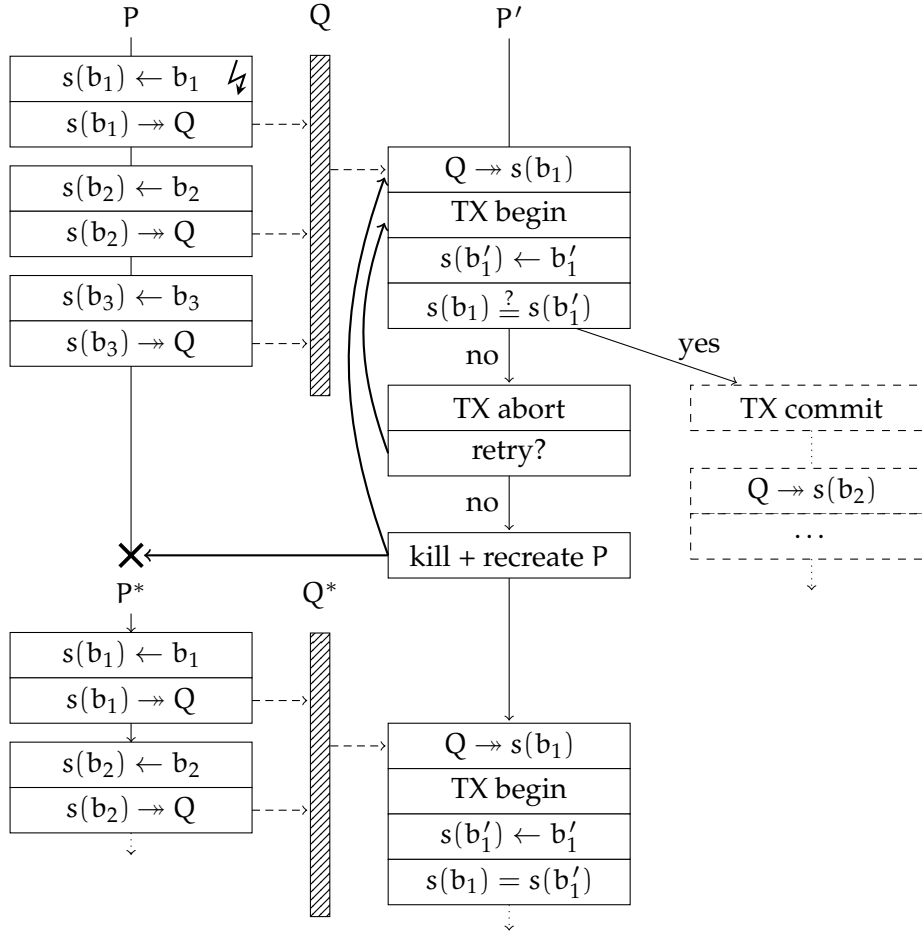 P Q P′
s(b₁) ← b₁
s(b₁) ↠ Q
s(b₂) ← b₂
s(b₂) ↠ Q
s(b₃) ← b₃
s(b₃) ↠ Q
Q ↠ s(b₁)
TX begin
s(b′₁) ← b′₁
s(b₁) ≟ s(b′₁)
no
yes
TX abort
retry?
no
kill + recreate P
TX commit
Q ↠ s(b₂)
...
P* Q*
s(b₁) ← b₁
s(b₁) ↠ Q
s(b₂) ← b₂
s(b₂) ↠ Q
Q ↠ s(b₁)
TX begin
s(b′₁) ← b′₁
s(b₁) = s(b′₁)